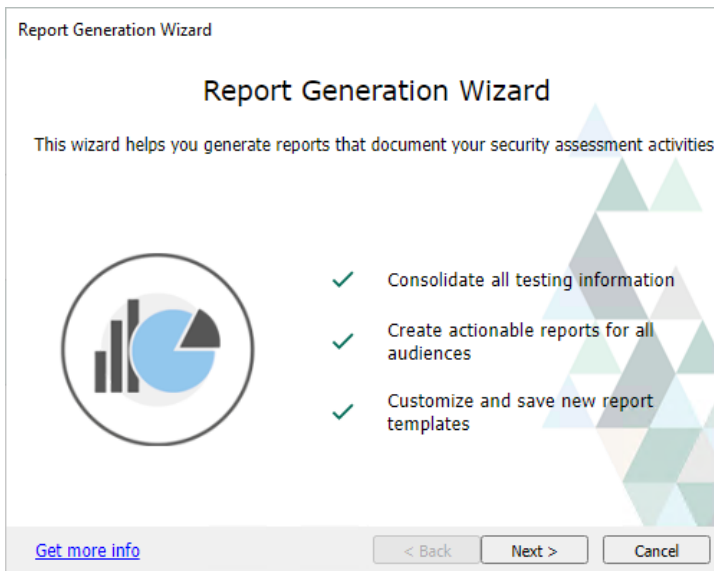 Report Generation Wizard
Report Generation Wizard
This wizard helps you generate reports that document your security assessment activities
Consolidate all testing information
Create actionable reports for all
audiences
Customize and save new report
templates
Get more info
< Back
Next >
Cancel